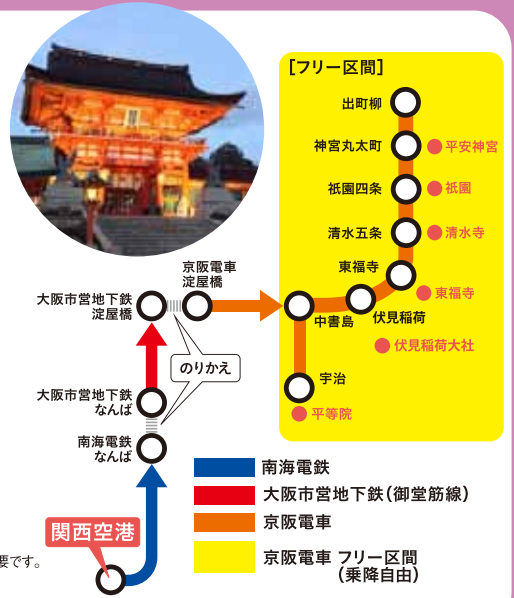 [フリー区間]
出町柳
神宮丸太町
平安神宮
祇園四条
祇園
清水五条
清水寺
東福寺
東福寺
京阪電車
淀屋橋
大阪市営地下鉄
淀屋橋
中書島
伏見稲荷
伏見稲荷大社
のりかえ
宇治
平等院
大阪市営地下鉄
なんば
南海電鉄
なんば
関西空港
要です。
南海電鉄
大阪市営地下鉄(御堂筋線)
京阪電車
京阪電車 フリー区間
(乗降自由)